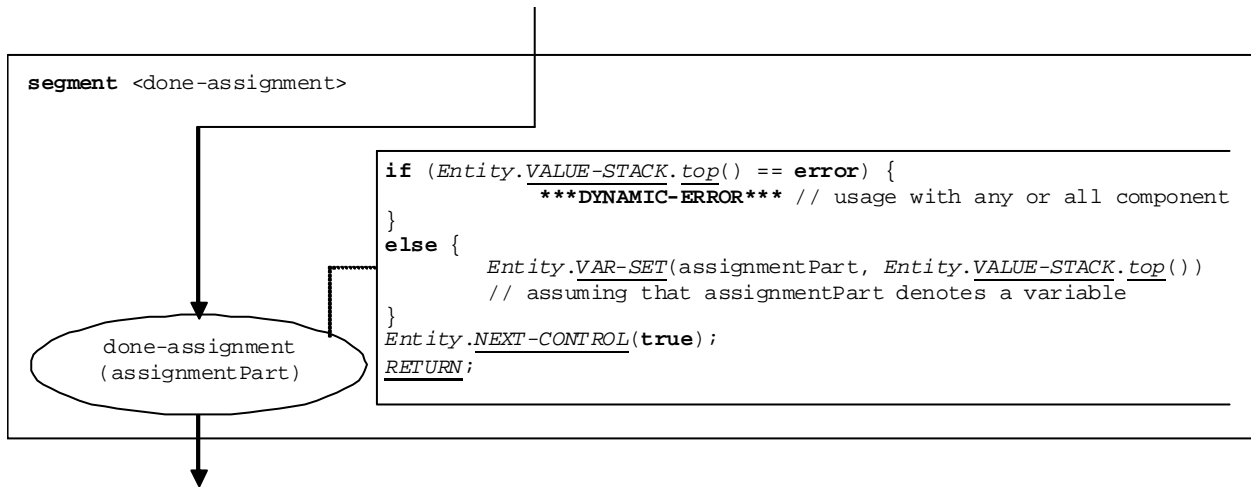 segment <done-assignment>
if (Entity.VALUE-STACK.top() == error) {
***DYNAMIC-ERROR*** // usage with any or all component
}
else {
Entity.VAR-SET(assignmentPart, Entity.VALUE-STACK.top())
// assuming that assignmentPart denotes a variable
}
Entity.NEXT-CONTROL(true);
RETURN;
done-assignment
(assignmentPart)